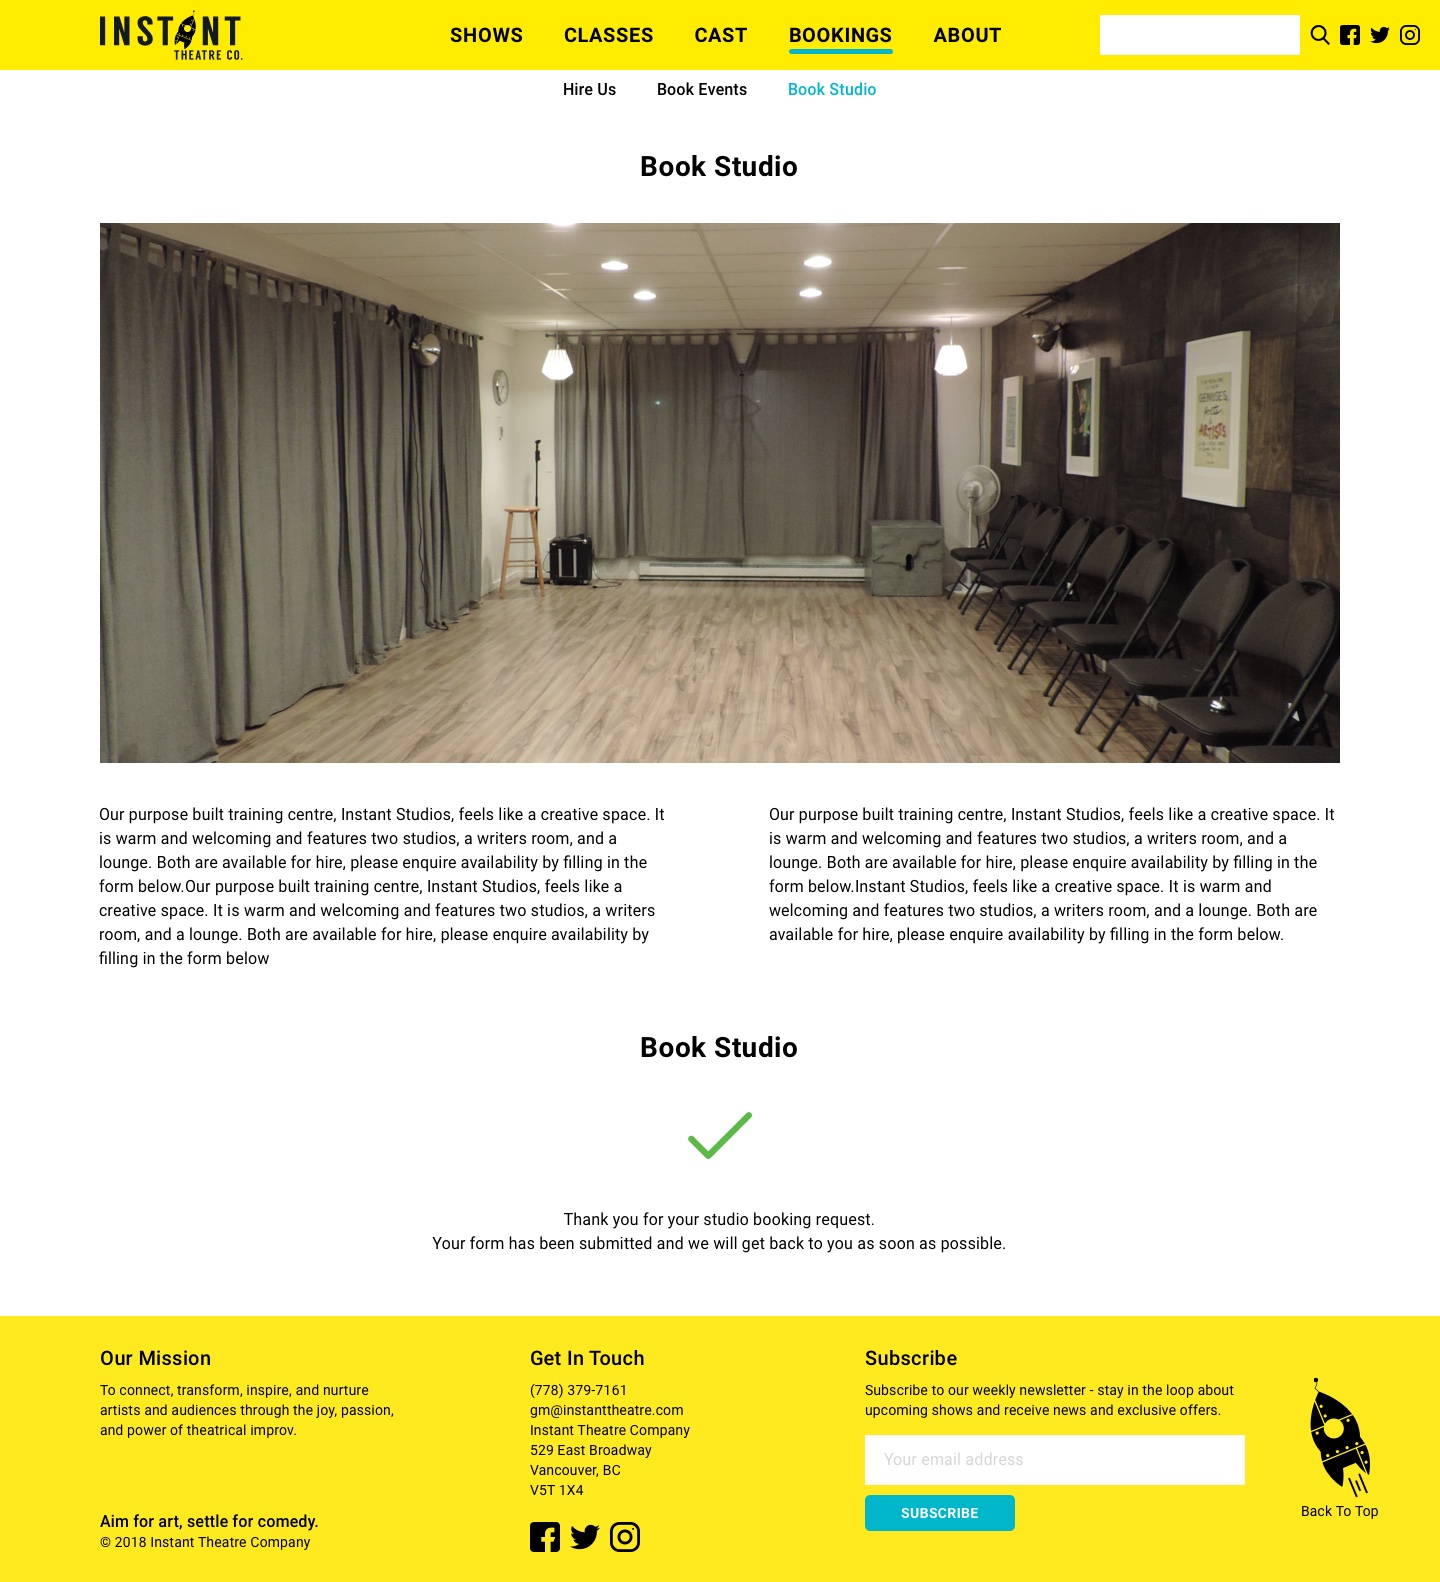 INSTANT
THEATRE CO.
SHOWS CLASSES CAST BOOKINGS ABOUT
Hire Us Book Events Book Studio
Book Studio
GENIUSES,
ARTISTS
Our purpose built training centre, Instant Studios, feels like a creative space. It
is warm and welcoming and features two studios, a writers room, and a
lounge. Both are available for hire, please enquire availability by filling in the
form below.Our purpose built training centre, Instant Studios, feels like a
creative space. It is warm and welcoming and features two studios, a writers
room, and a lounge. Both are available for hire, please enquire availability by
filling in the form below
Our purpose built training centre, Instant Studios, feels like a creative space. It
is warm and welcoming and features two studios, a writers room, and a
lounge. Both are available for hire, please enquire availability by filling in the
form below.Instant Studios, feels like a creative space. It is warm and
welcoming and features two studios, a writers room, and a lounge. Both are
available for hire, please enquire availability by filling in the form below.
Book Studio
Thank you for your studio booking request.
Your form has been submitted and we will get back to you as soon as possible.
Our Mission
To connect, transform, inspire, and nurture
artists and audiences through the joy, passion,
and power of theatrical improv.
Aim for art, settle for comedy.
© 2018 Instant Theatre Company
Get In Touch
(778) 379-7161
gm@instanttheatre.com
Instant Theatre Company
529 East Broadway
Vancouver, BC
V5T 1X4
Subscribe
Subscribe to our weekly newsletter - stay in the loop about
upcoming shows and receive news and exclusive offers.
Your email address
SUBSCRIBE
Back To Top